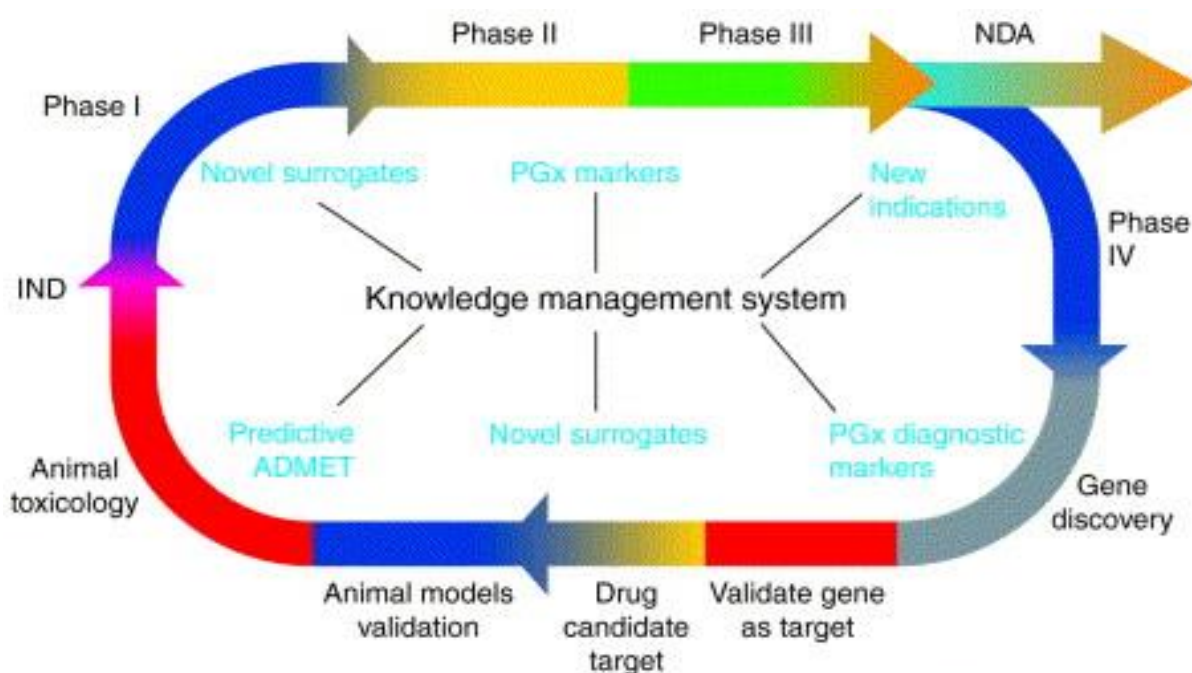 Phase II
Phase III
NDA
Phase I
Novel surrogates
PGx markers
New
indications
Phase
IV
IND
Knowledge management system
Predictive
ADMET
Novel surrogates
PGx diagnostic
markers
Animal
toxicology
Gene
discovery
Animal models
validation
Drug
candidate
target
Validate gene
as target